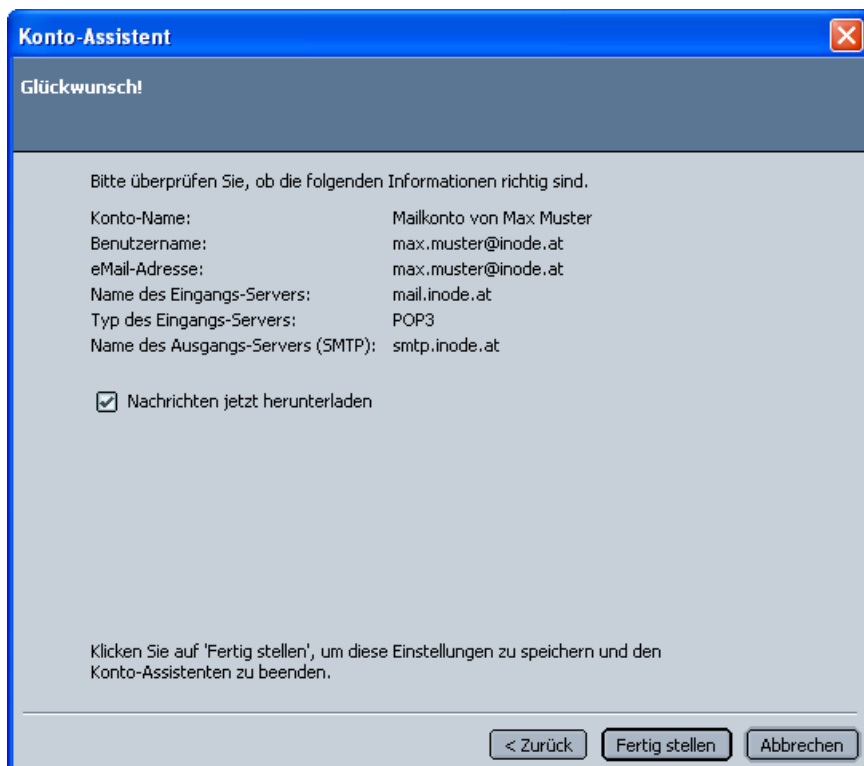 Konto-Assistent
Glückwunsch!
Bitte überprüfen Sie, ob die folgenden Informationen richtig sind.
Konto-Name: Mailkonto von Max Muster
Benutzername: max.muster@inode.at
eMail-Adresse: max.muster@inode.at
Name des Eingangs-Servers: mail.inode.at
Typ des Eingangs-Servers: POP3
Name des Ausgangs-Servers (SMTP): smtp.inode.at
Nachrichten jetzt herunterladen
Klicken Sie auf 'Fertig stellen', um diese Einstellungen zu speichern und den
Konto-Assistenten zu beenden.
< Zurück Fertig stellen Abbrechen